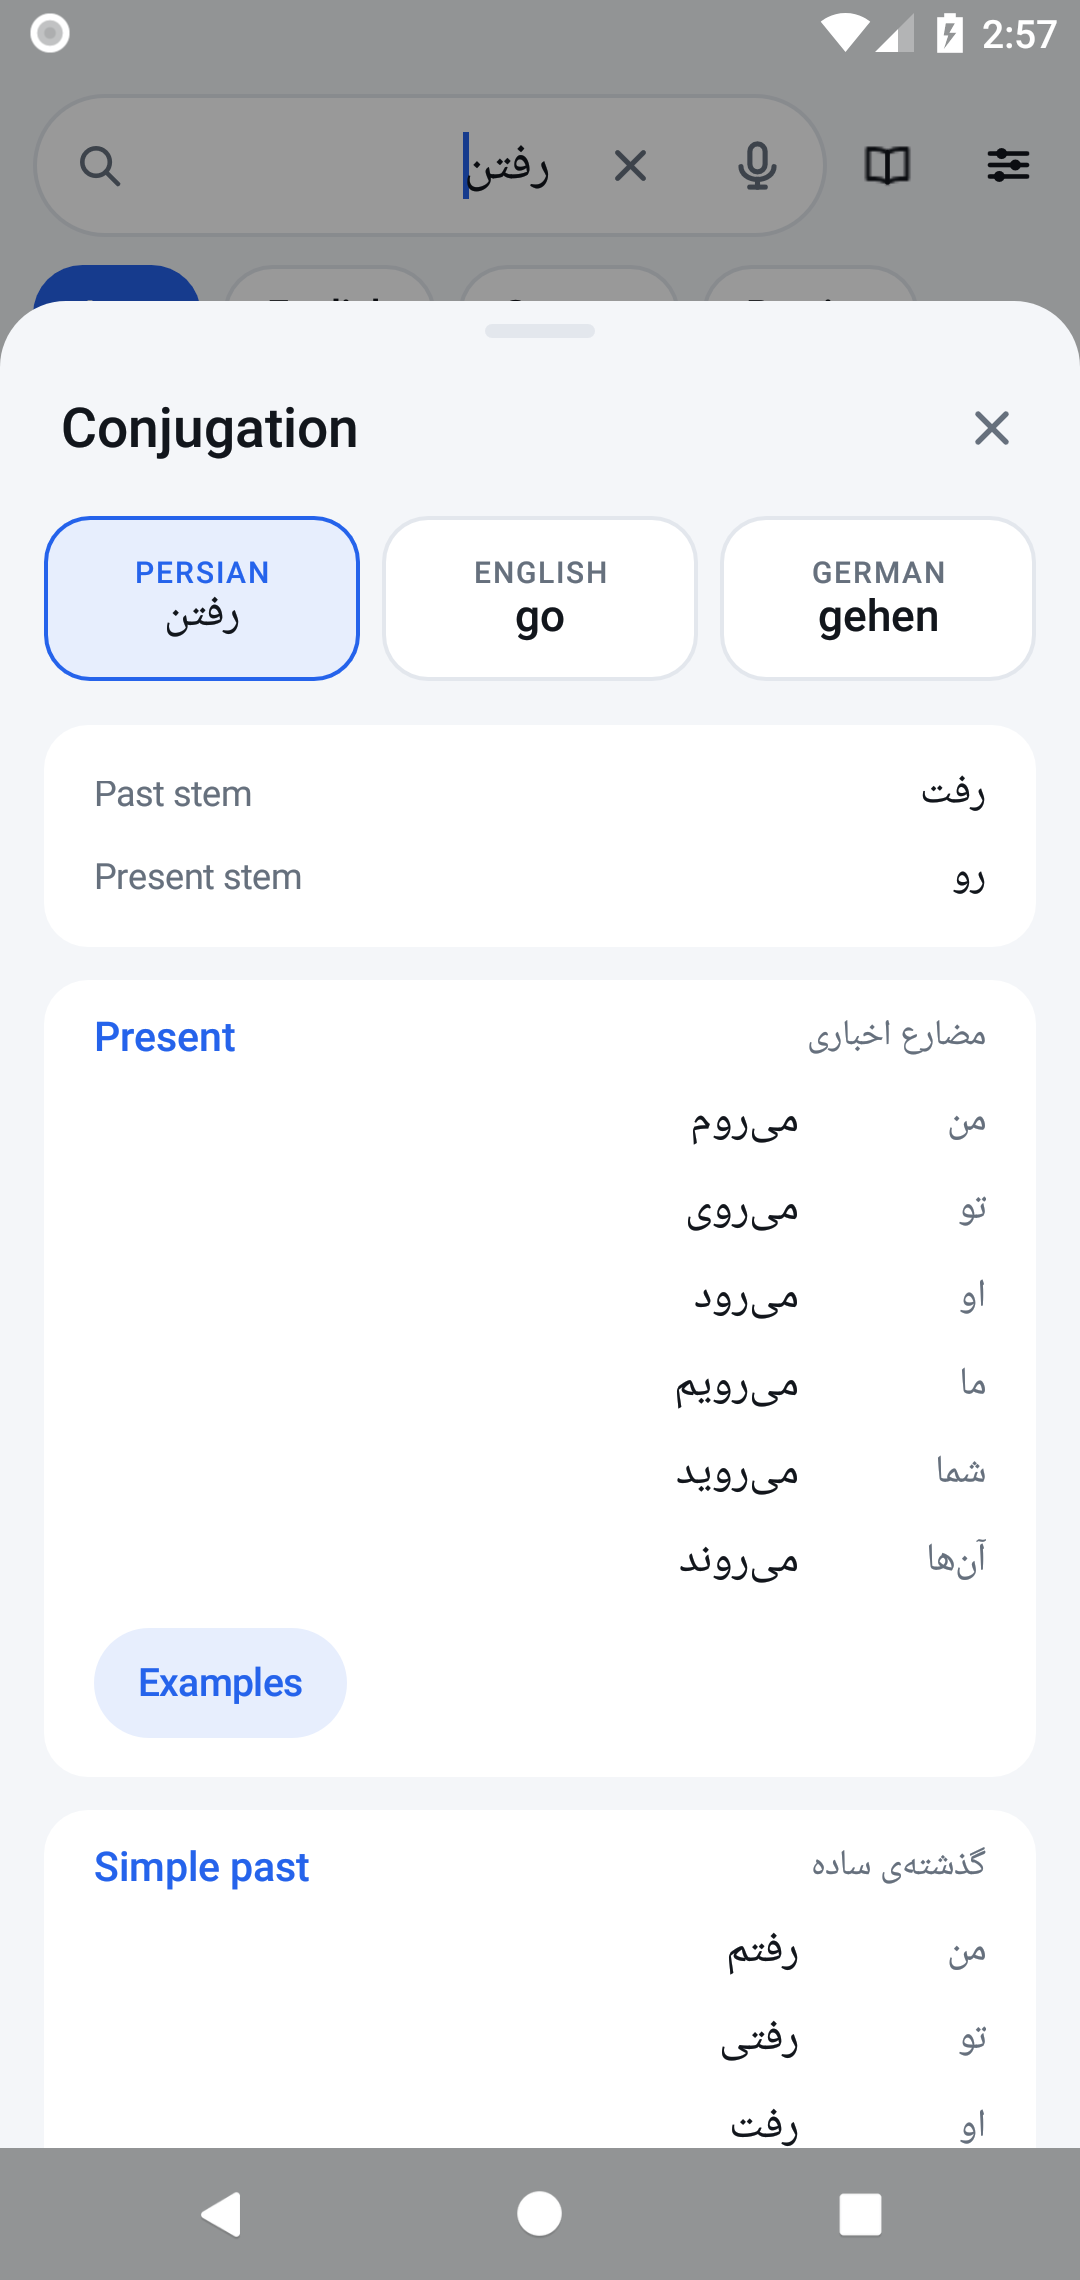 2:57
رفتن
Conjugation
PERSIAN
رفتن
ENGLISH
go
GERMAN
gehen
Past stem رفت
Present stem رو
Present مضارع اخباری
من می‌روم
تو می‌روی
او می‌رود
ما می‌رویم
شما می‌روید
آن‌ها می‌روند
Examples
Simple past گذشته‌ی ساده
من رفتم
تو رفتی
او رفت